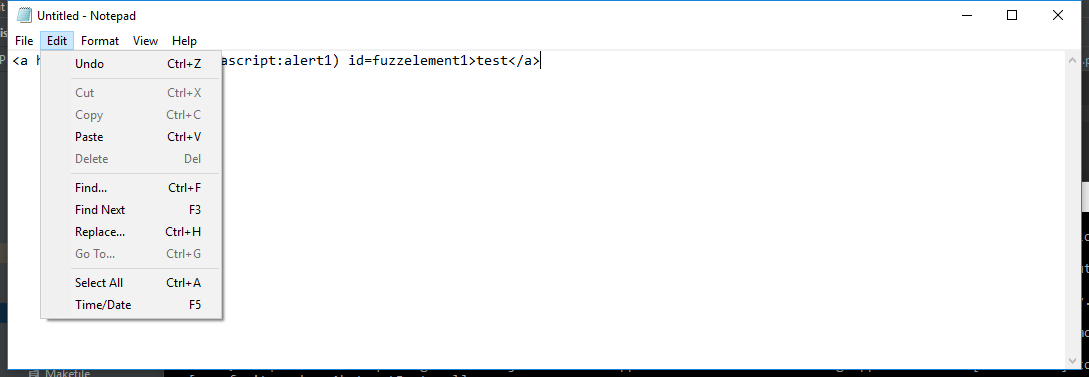 Untitled - Notepad
File Edit Format View Help
<a h ascript:alert1) id=fuzzelement1>test</a>
Undo Ctrl+Z
Cut Ctrl+X
Copy Ctrl+C
Paste Ctrl+V
Delete Del
Find... Ctrl+F
Find Next F3
Replace... Ctrl+H
Go To... Ctrl+G
Select All Ctrl+A
Time/Date F5
Makefile